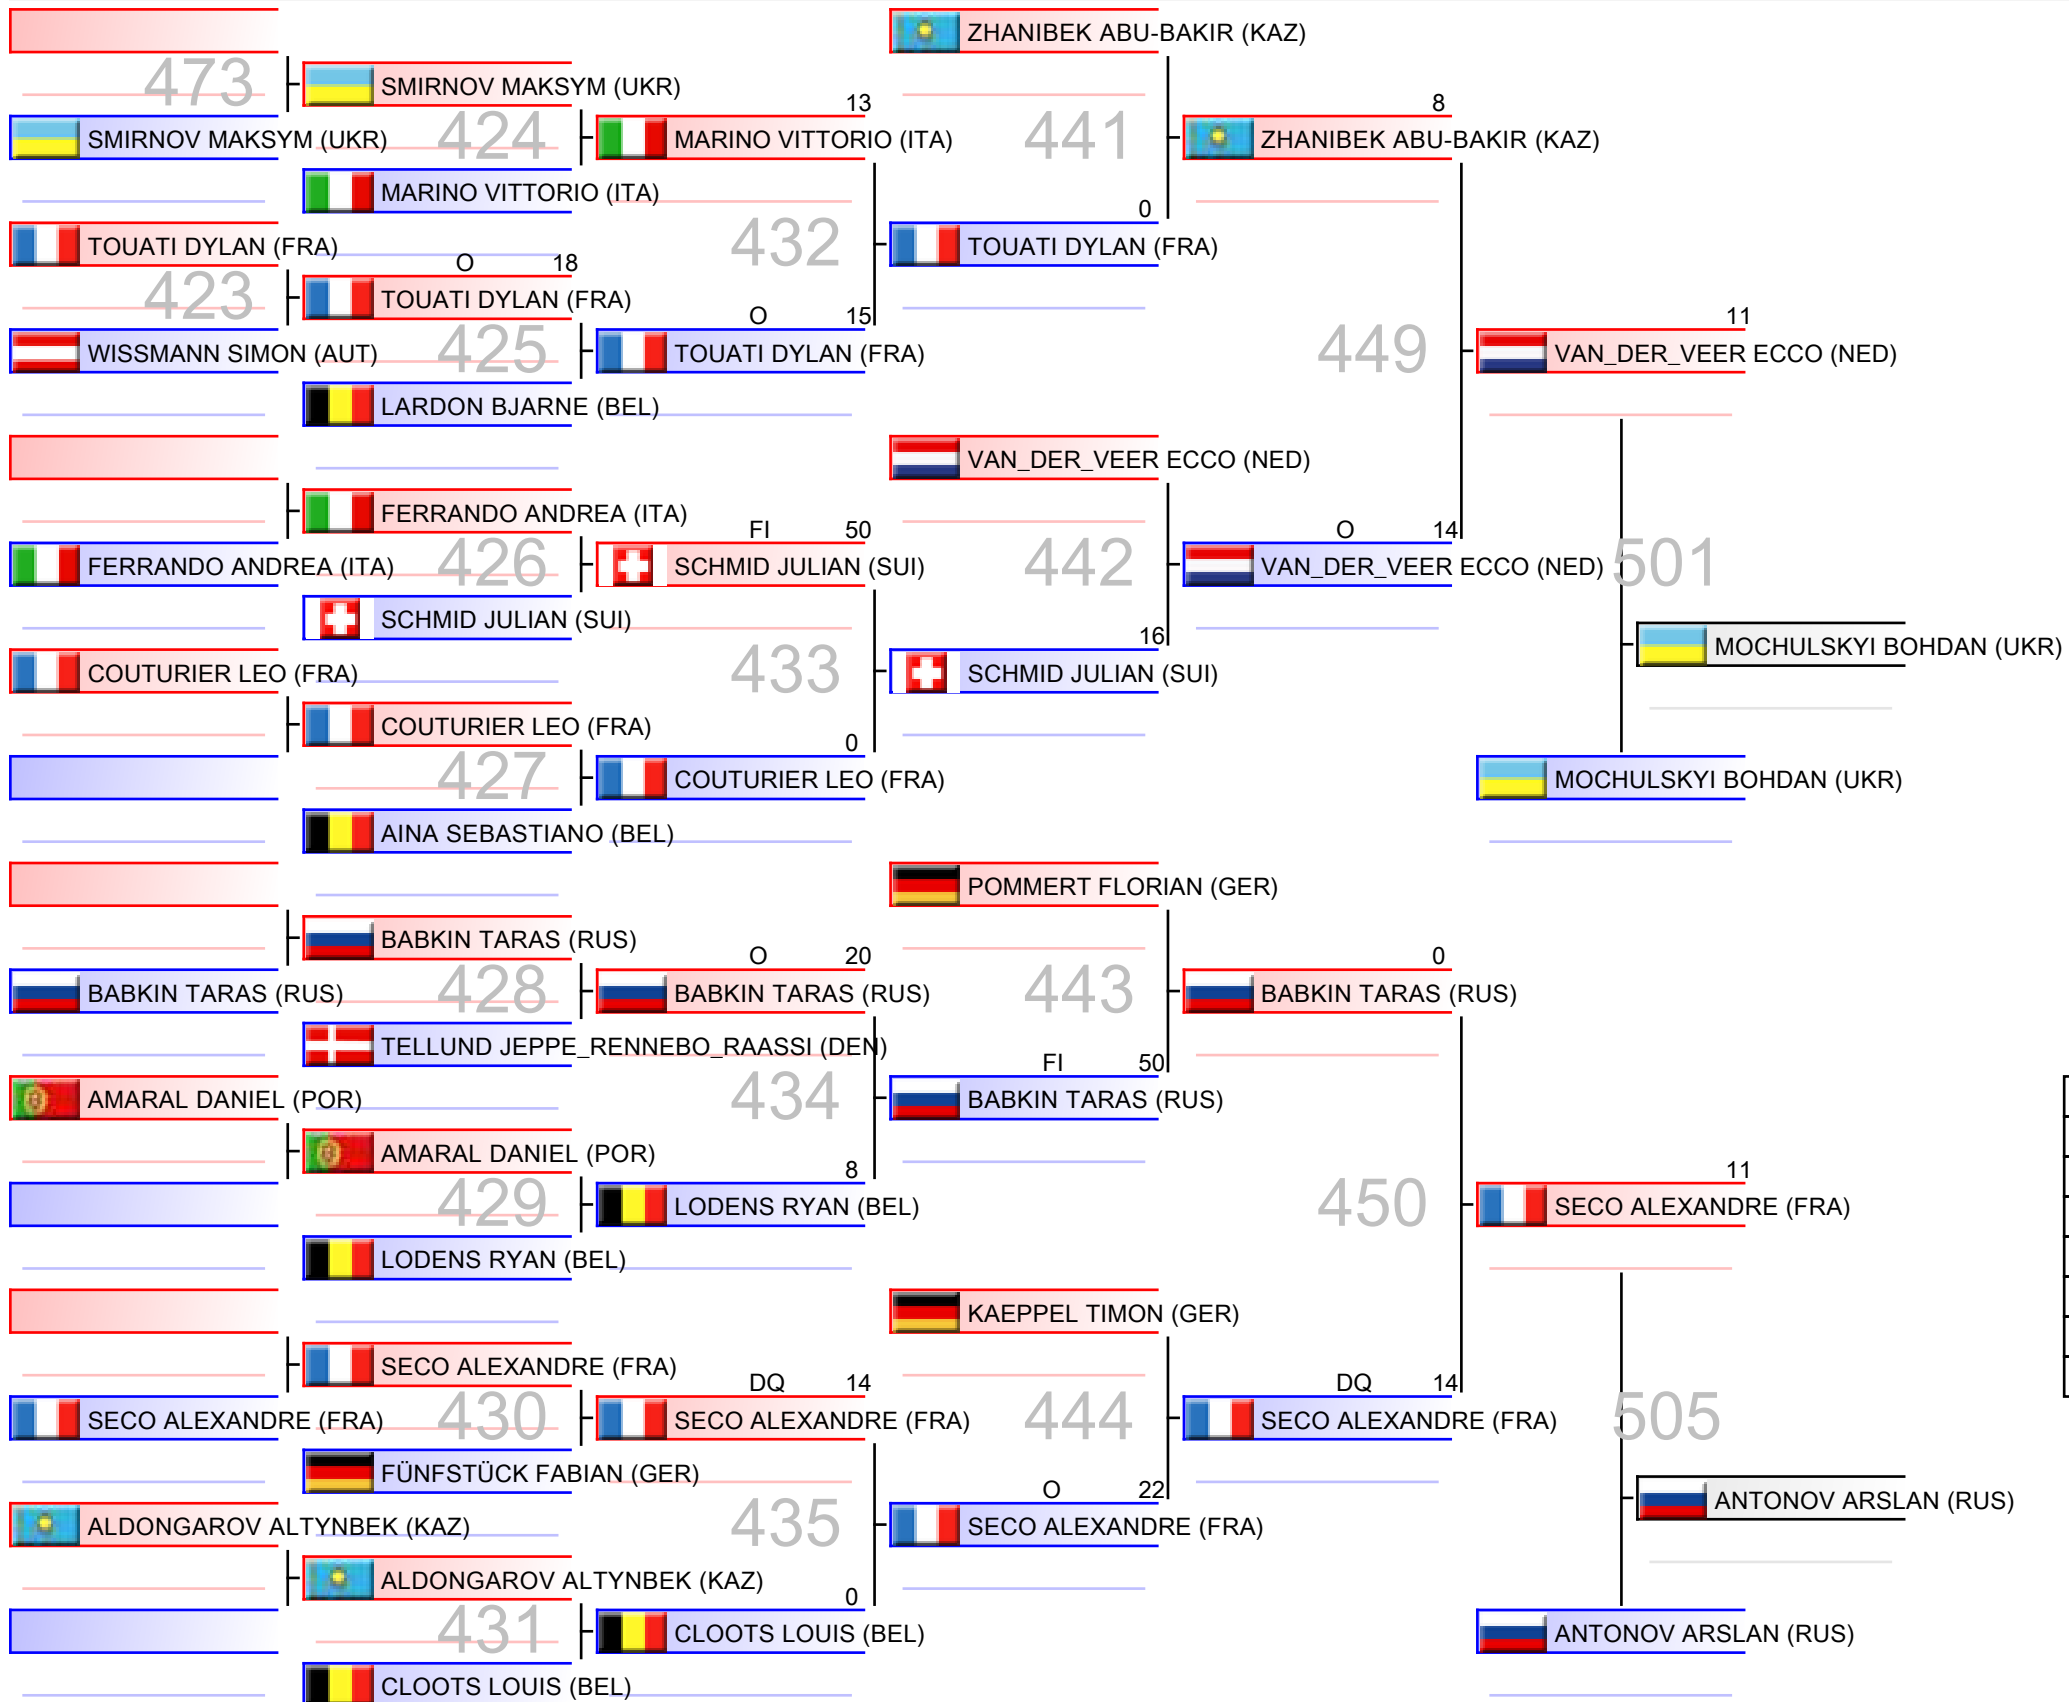 ZHANIBEK ABU-BAKIR (KAZ)
473
SMIRNOV MAKSYM (UKR)
13
8
SMIRNOV MAKSYM (UKR)
424
MARINO VITTORIO (ITA)
441
ZHANIBEK ABU-BAKIR (KAZ)
MARINO VITTORIO (ITA)
0
TOUATI DYLAN (FRA)
432
TOUATI DYLAN (FRA)
O 18
423
TOUATI DYLAN (FRA)
O 15
11
WISSMANN SIMON (AUT)
425
TOUATI DYLAN (FRA)
449
VAN_DER_VEER ECCO (NED)
LARDON BJARNE (BEL)
VAN_DER_VEER ECCO (NED)
FERRANDO ANDREA (ITA)
FI 50
O 14
FERRANDO ANDREA (ITA)
426
SCHMID JULIAN (SUI)
442
VAN_DER_VEER ECCO (NED)
501
SCHMID JULIAN (SUI)
16
MOCHULSKYI BOHDAN (UKR)
COUTURIER LEO (FRA)
433
SCHMID JULIAN (SUI)
COUTURIER LEO (FRA)
0
427
COUTURIER LEO (FRA)
MOCHULSKYI BOHDAN (UKR)
AINA SEBASTIANO (BEL)
POMMERT FLORIAN (GER)
BABKIN TARAS (RUS)
O 20
0
BABKIN TARAS (RUS)
428
BABKIN TARAS (RUS)
443
BABKIN TARAS (RUS)
TELLUND JEPPE_RENNEBO_RAASSI (DEN)
FI 50
AMARAL DANIEL (POR)
434
BABKIN TARAS (RUS)
AMARAL DANIEL (POR)
8
11
429
LODENS RYAN (BEL)
450
SECO ALEXANDRE (FRA)
LODENS RYAN (BEL)
KAEPPEL TIMON (GER)
SECO ALEXANDRE (FRA)
DQ 14
DQ 14
SECO ALEXANDRE (FRA)
430
SECO ALEXANDRE (FRA)
444
SECO ALEXANDRE (FRA)
505
FÜNFSTÜCK FABIAN (GER)
O 22
ANTONOV ARSLAN (RUS)
ALDONGAROV ALTYNBEK (KAZ)
435
SECO ALEXANDRE (FRA)
ALDONGAROV ALTYNBEK (KAZ)
0
431
CLOOTS LOUIS (BEL)
ANTONOV ARSLAN (RUS)
CLOOTS LOUIS (BEL)